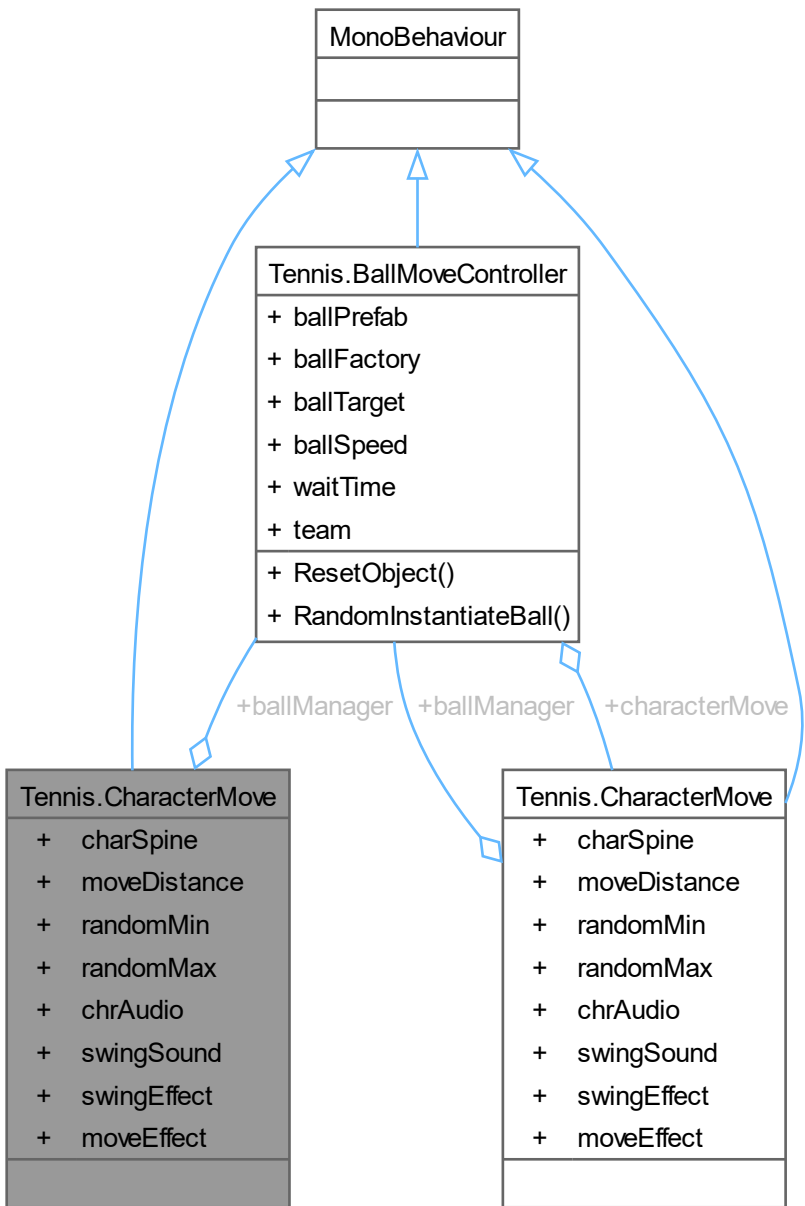 MonoBehaviour
Tennis.BallMoveController
+ ballPrefab
+ ballFactory
+ ballTarget
+ ballSpeed
+ waitTime
+ team
+ ResetObject()
+ RandomInstantiateBall()
+ballManager
+ballManager
+characterMove
Tennis.CharacterMove
+ charSpine
+ moveDistance
+ randomMin
+ randomMax
+ chrAudio
+ swingSound
+ swingEffect
+ moveEffect
Tennis.CharacterMove
+ charSpine
+ moveDistance
+ randomMin
+ randomMax
+ chrAudio
+ swingSound
+ swingEffect
+ moveEffect